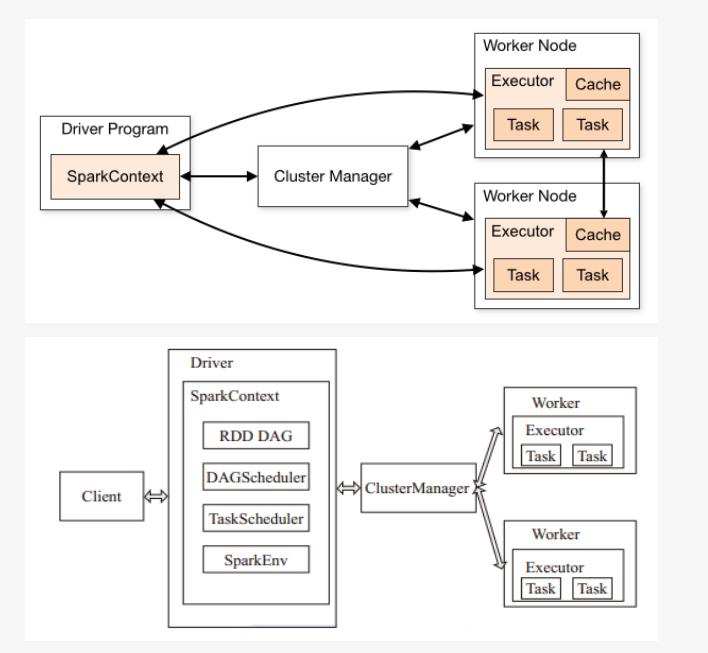 Worker Node
Executor
Cache
Task
Task
Driver Program
SparkContext
Cluster Manager
Worker Node
Executor
Cache
Task
Task
Driver
SparkContext
RDD DAG
DAGScheduler
TaskScheduler
SparkEnv
Client
ClusterManager
Worker
Executor
Task
Task
Worker
Executor
Task
Task